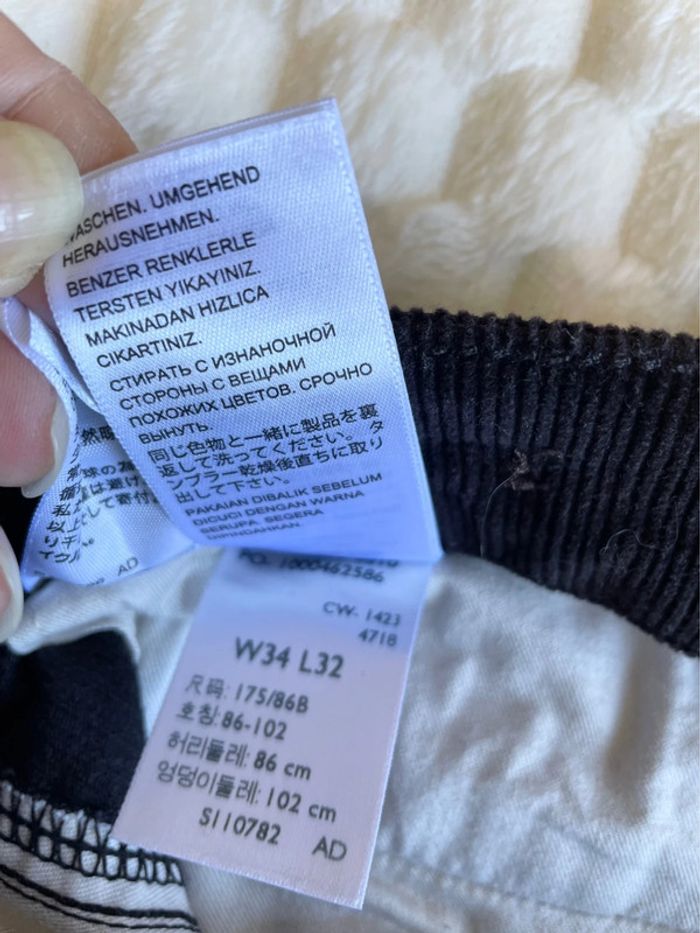 WASCHEN. UMGEHEND
HERAUSNEHMEN.
BENZER RENKLERLE
TERSTEN YIKAYINIZ.
MAKINADAN HIZLICA
CIKARTINIZ.
СТИРАТЬ С ИЗНАНОЧНОЙ
СТОРОНЫ С ВЕЩАМИ
ПОХОЖИХ ЦВЕТОВ. СРОЧНО
ВЫНУТЬ.
同じ色物と一緒に製品を裏
返して洗ってください。タ
ンブラー乾燥後直ちに取り
出して下さい。
PAKAIAN DIBALIK SEBELUM
DICUCI DENGAN WARNA
SERUPA. SEGERA
AD
1000462586
CW- 1423
4718
W34 L32
尺码: 175/86B
호칭: 86-102
허리둘레: 86 cm
엉덩이둘레: 102 cm
S110782
AD